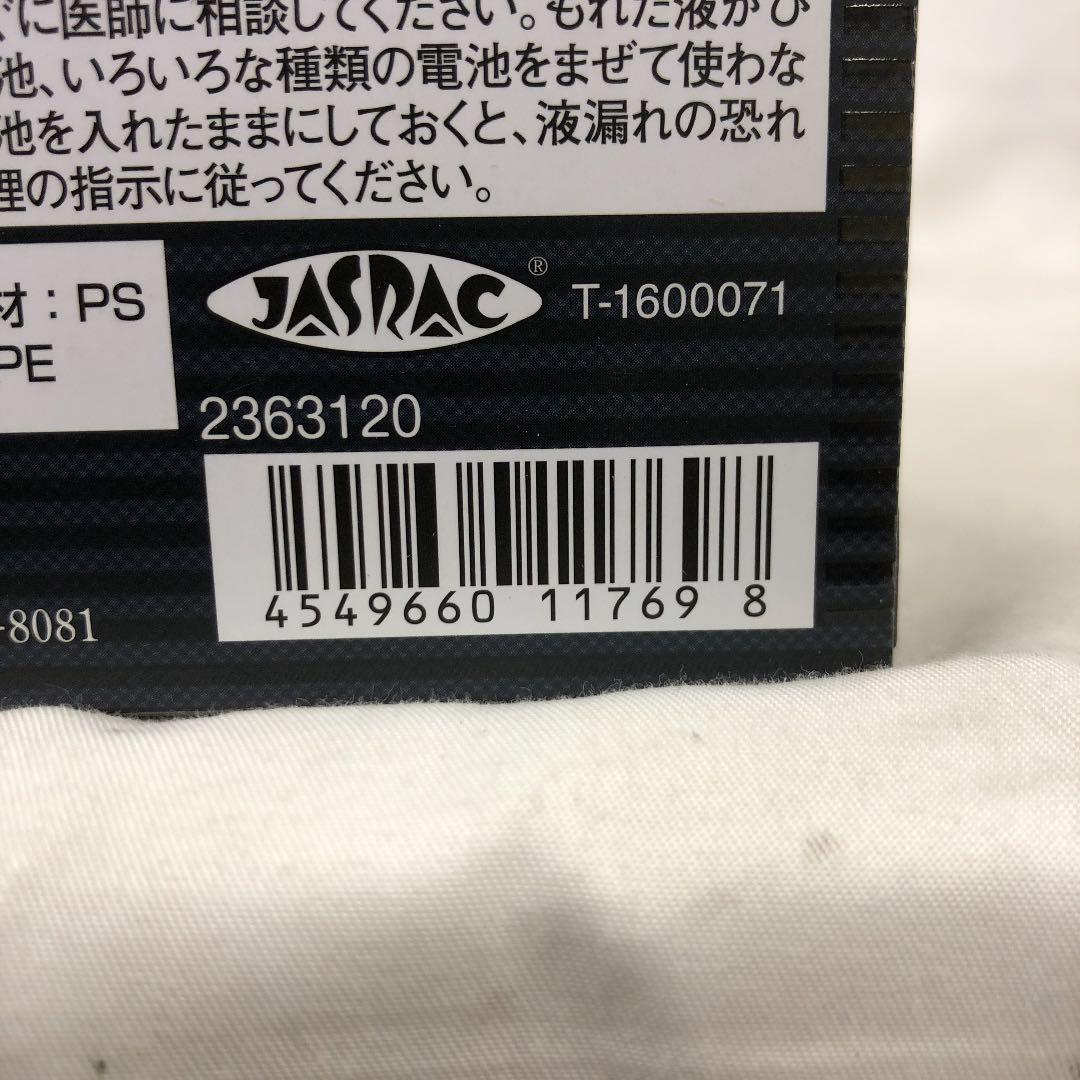 ぐに医師に相談してください。もれた液がひ
池、いろいろな種類の電池をまぜて使わな
池を入れたままにしておくと、液漏れの恐れ
理の指示に従ってください。
材：PS
PE
JASRAC®
T-1600071
2363120
4549660 11769 8
-8081